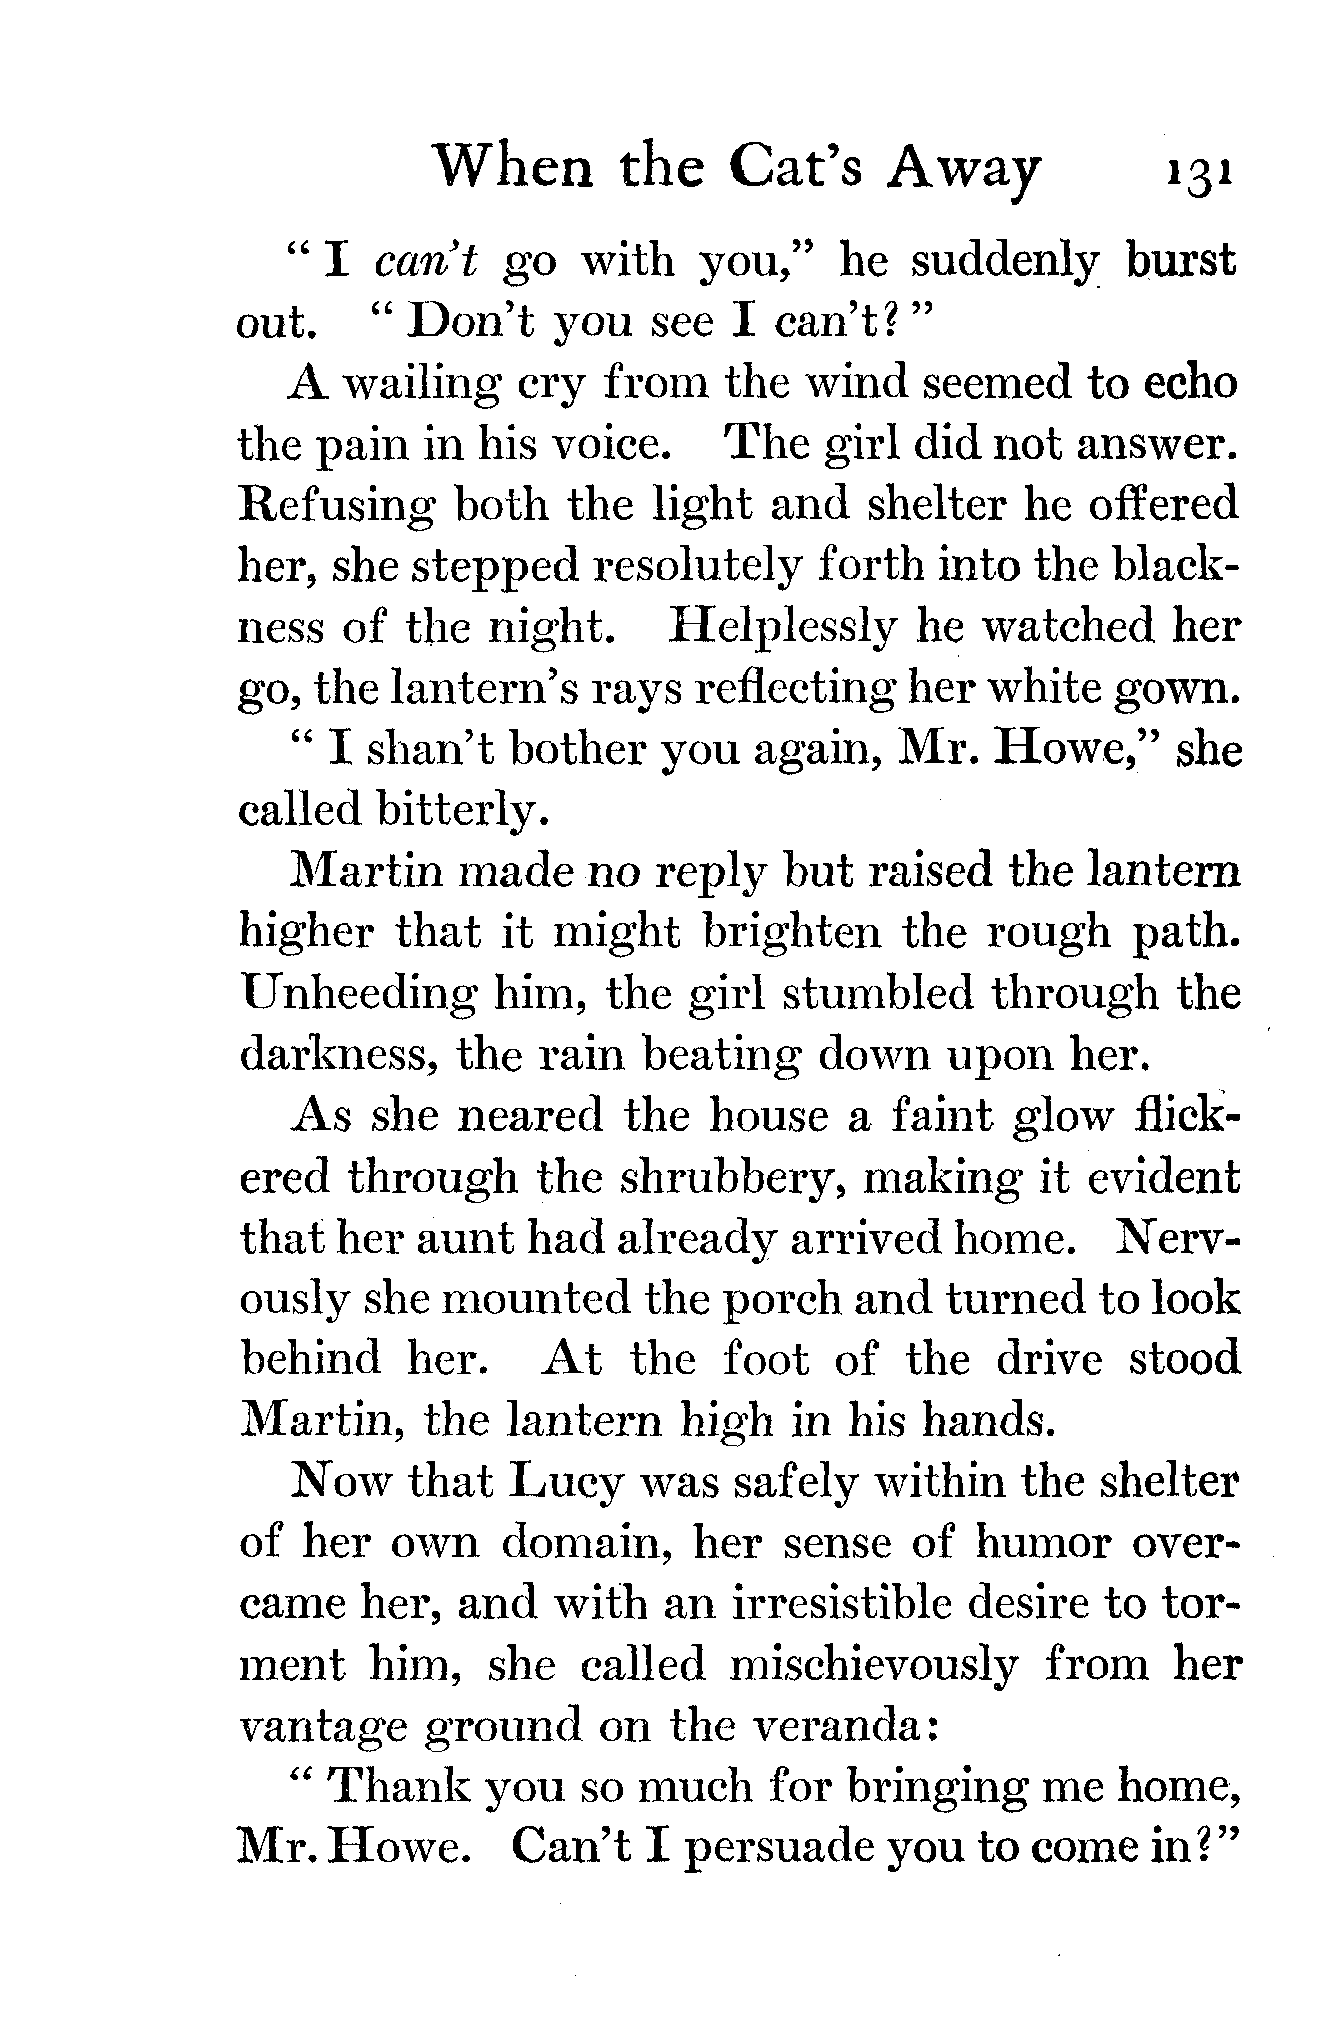 When the Cat's Away 131
" I can't go with you," he suddenly burst
out. " Don't you see I can't? "
A wailing cry from the wind seemed to echo
the pain in his voice. The girl did not answer.
Refusing both the light and shelter he offered
her, she stepped resolutely forth into the black-
ness of the night. Helplessly he watched her
go, the lantern's rays reflecting her white gown.
" I shan't bother you again, Mr. Howe," she
called bitterly.
Martin made no reply but raised the lantern
higher that it might brighten the rough path.
Unheeding him, the girl stumbled through the
darkness, the rain beating down upon her.
As she neared the house a faint glow flick-
ered through the shrubbery, making it evident
that her aunt had already arrived home. Nerv-
ously she mounted the porch and turned to look
behind her. At the foot of the drive stood
Martin, the lantern high in his hands.
Now that Lucy was safely within the shelter
of her own domain, her sense of humor over-
came her, and with an irresistible desire to tor-
ment him, she called mischievously from her
vantage ground on the veranda:
" Thank you so much for bringing me home,
Mr. Howe. Can't I persuade you to come in?"